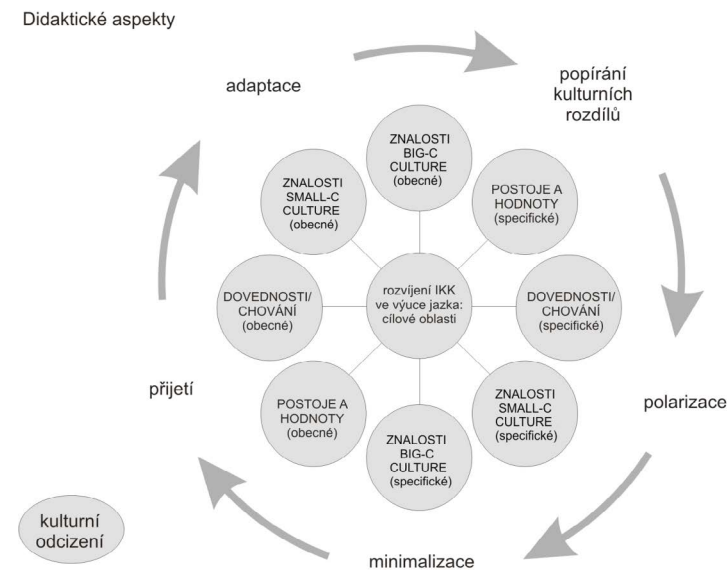 Didaktické aspekty
adaptace
popírání
kulturních
rozdílů
ZNALOSTI
BIG-C
CULTURE
(obecné)
ZNALOSTI
SMALL-C
CULTURE
(obecné)
POSTOJE A
HODNOTY
(specifické)
DOVEDNOSTI/
CHOVÁNÍ
(obecné)
rozvíjení IKK
ve výuce jazka:
cílové oblasti
DOVEDNOSTI/
CHOVÁNÍ
(specifické)
přijetí
POSTOJE A
HODNOTY
(obecné)
ZNALOSTI
SMALL-C
CULTURE
(specifické)
polarizace
ZNALOSTI
BIG-C
CULTURE
(specifické)
kulturní
odcizení
minimalizace